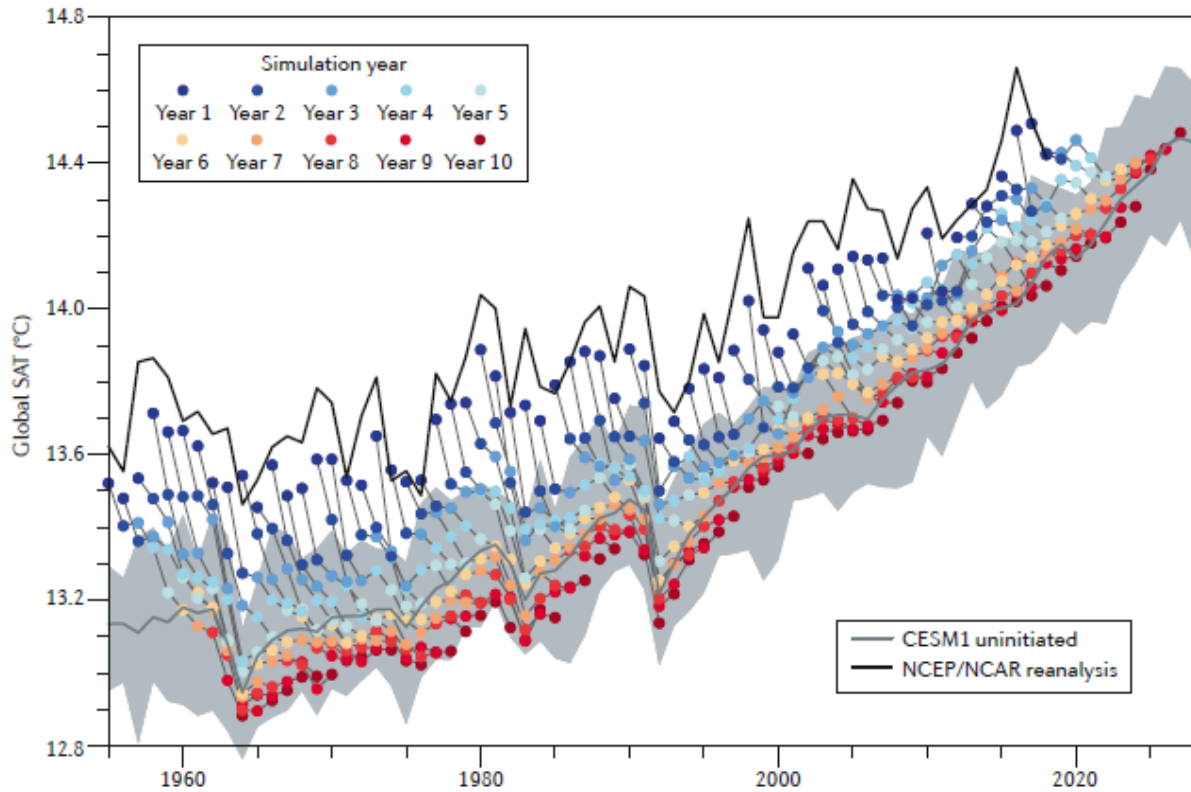 14.8
Simulation year
Year 1 Year 2 Year 3 Year 4 Year 5
Year 6 Year 7 Year 8 Year 9 Year 10
14.4
14.0
Global SAT (°C)
13.6
13.2
CESM1 uninitiated
NCEP/NCAR reanalysis
12.8
1960 1980 2000 2020